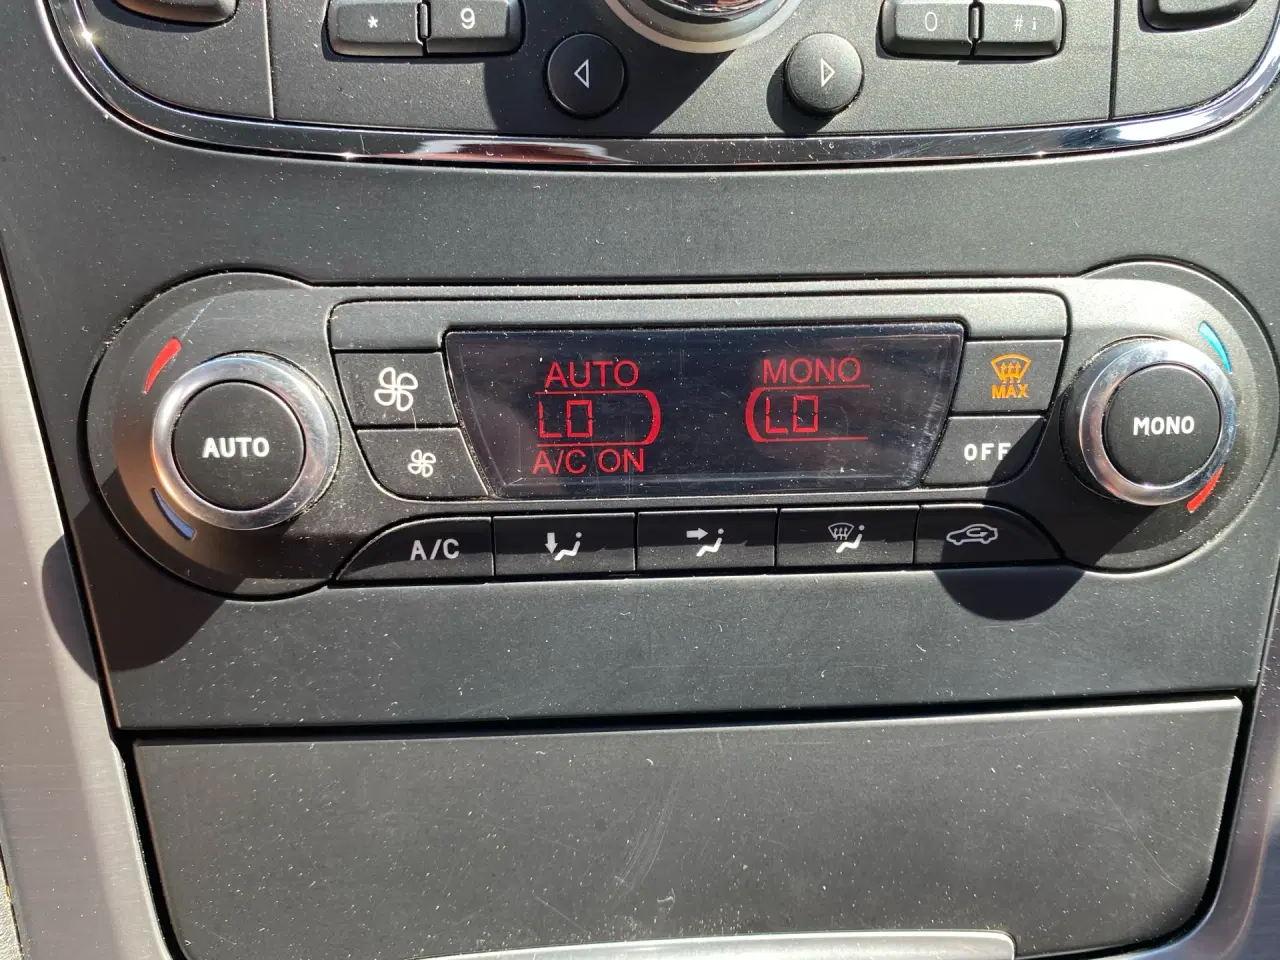 * 9 0 # i
AUTO MONO
LO LO
A/C ON
MAX
AUTO
OFF
MONO
A/C